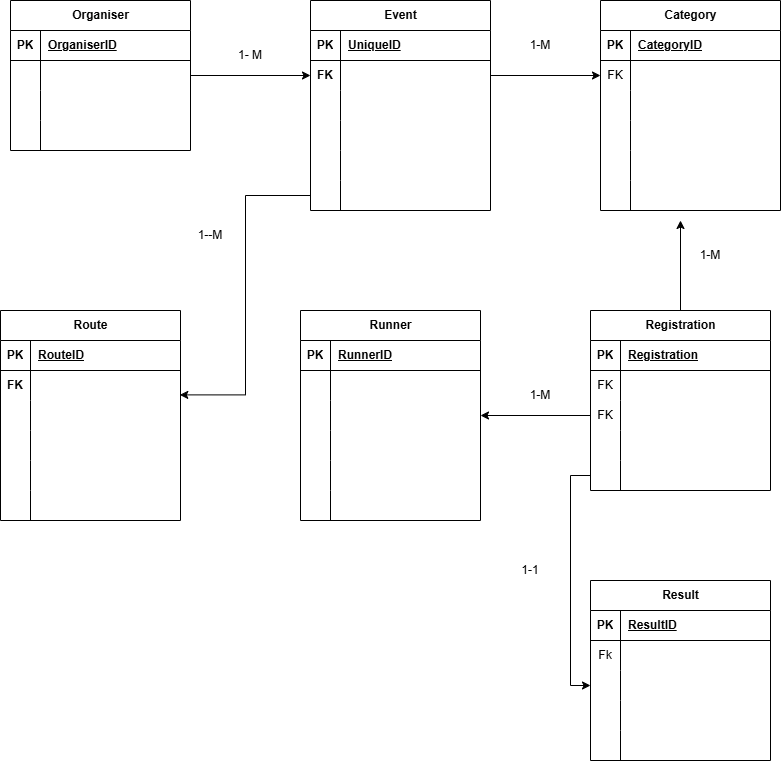 Organiser
PK OrganiserID
1- M
Event
PK UniqueID
FK
1-M
Category
PK CategoryID
FK
1--M
1-M
Route
PK RouteID
FK
Runner
PK RunnerID
1-M
Registration
PK Registration
FK
FK
1-1
Result
PK ResultID
Fk